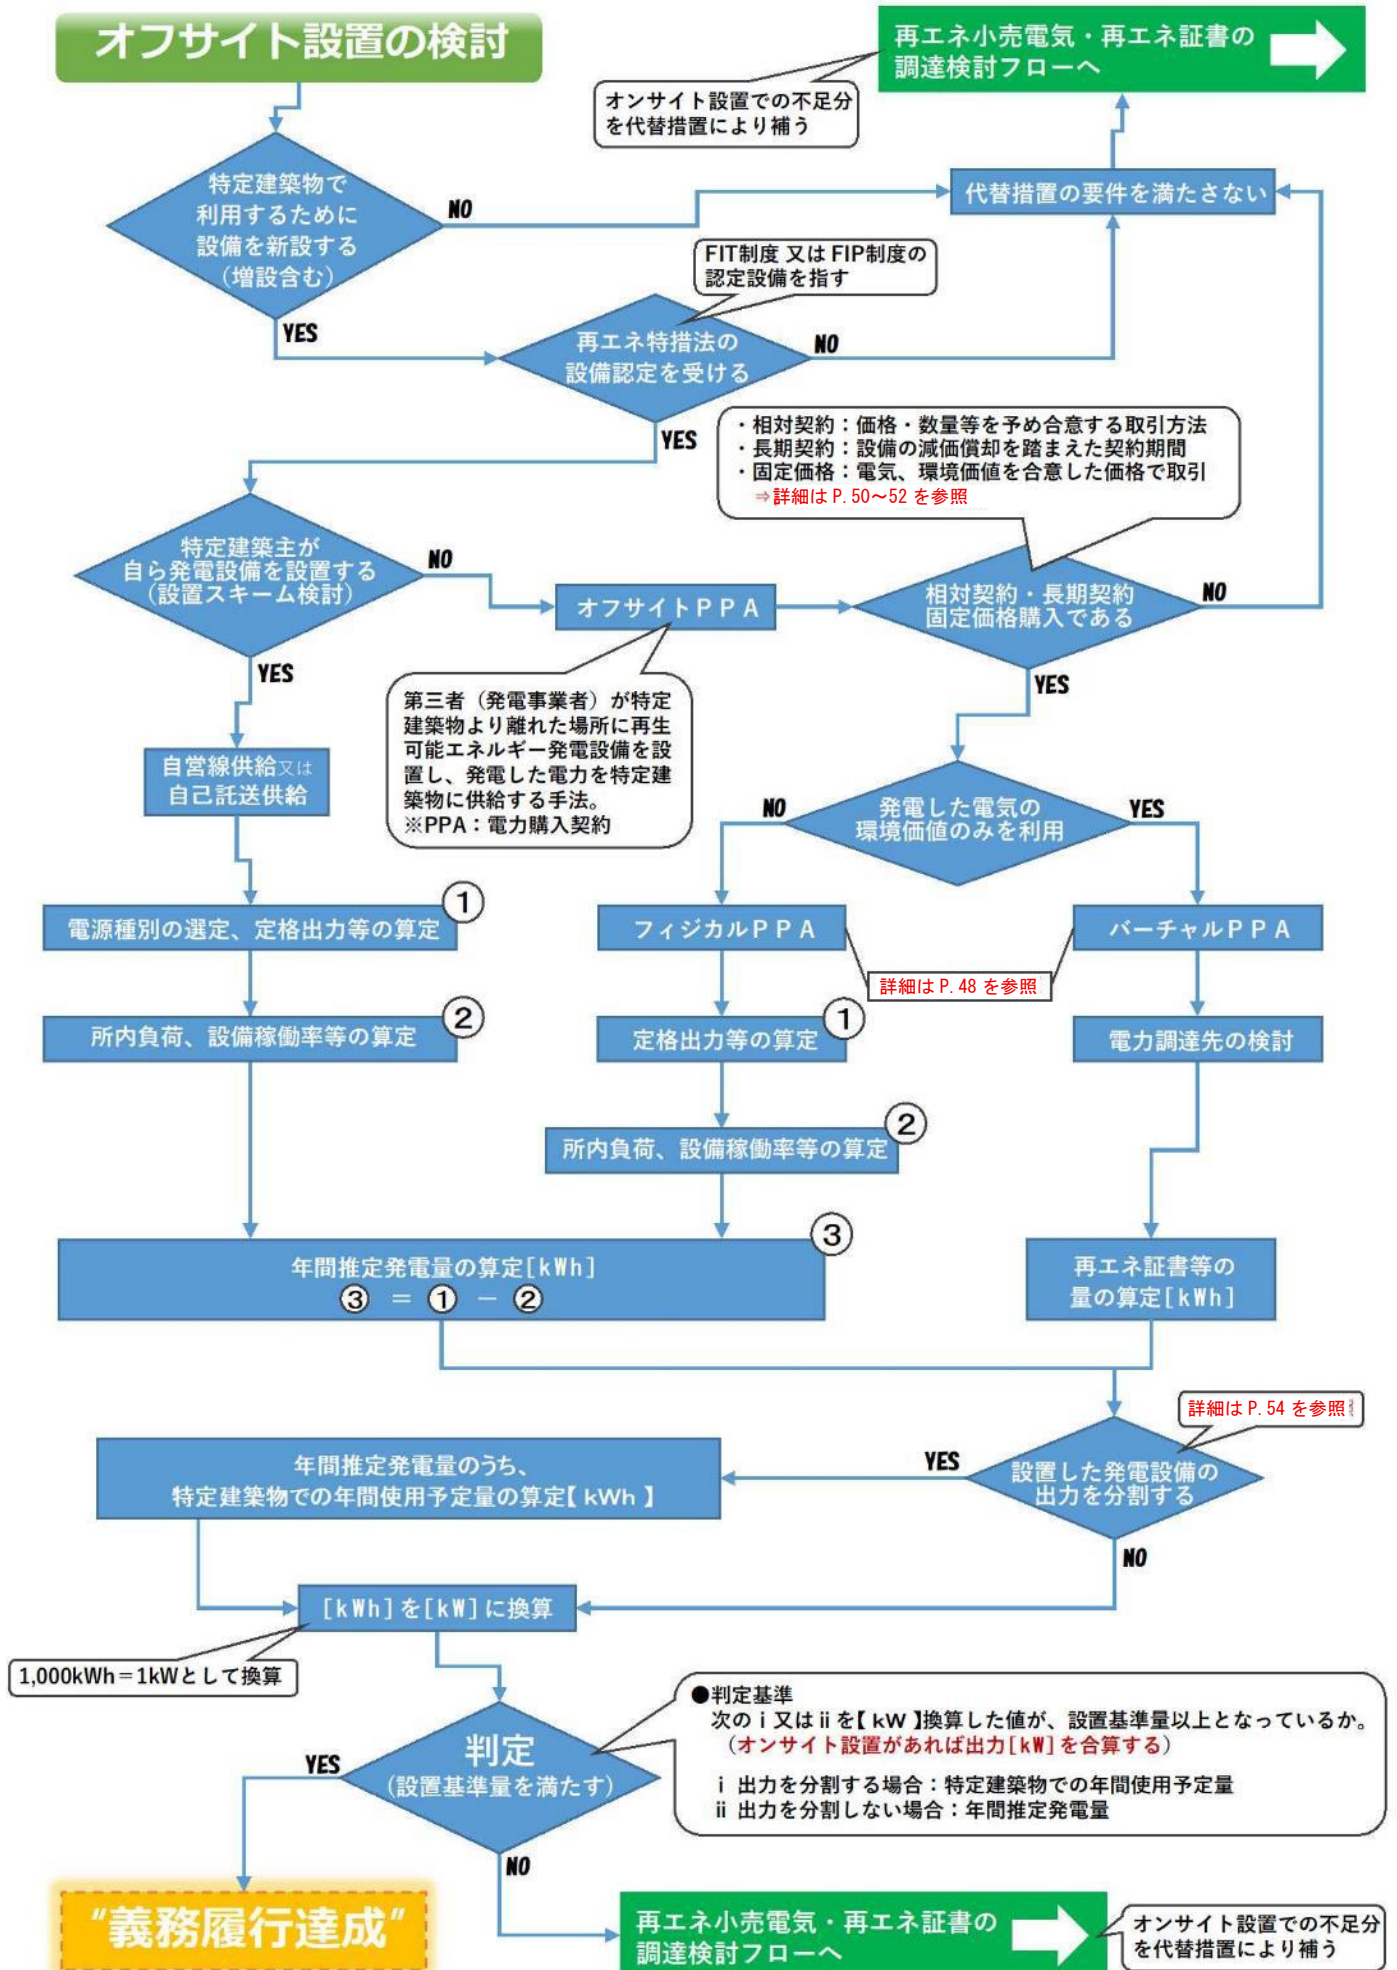 オフサイト設置の検討
再エネ小売電気・再エネ証書の
調達検討フローへ
オンサイト設置での不足分
を代替措置により補う
特定建築物で
利用するために
設備を新設する
(増設含む)
NO
代替措置の要件を満たさない
FIT制度 又は FIP制度の
認定設備を指す
YES
再エネ特措法の
設備認定を受ける
NO
YES
・相対契約:価格・数量等を予め合意する取引方法
・長期契約:設備の減価償却を踏まえた契約期間
・固定価格:電気、環境価値を合意した価格で取引
⇒詳細は P. 50~52 を参照
特定建築主が
自ら発電設備を設置する
(設置スキーム検討)
NO
オフサイトPPA
相対契約・長期契約
固定価格購入である
NO
YES
YES
第三者(発電事業者)が特定
建築物より離れた場所に再生
可能エネルギー発電設備を設
置し、発電した電力を特定建
築物に供給する手法。
※PPA:電力購入契約
自営線供給又は
自己託送供給
NO
発電した電気の
環境価値のみを利用
YES
電源種別の選定、定格出力等の算定
①
フィジカルPPA
バーチャルPPA
詳細は P. 48 を参照
所内負荷、設備稼働率等の算定
②
定格出力等の算定
①
電力調達先の検討
所内負荷、設備稼働率等の算定
②
年間推定発電量の算定[kWh]
③ = ① − ②
③
再エネ証書等の
量の算定[kWh]
詳細は P. 54 を参照
年間推定発電量のうち、
特定建築物での年間使用予定量の算定【 kWh 】
YES
設置した発電設備の
出力を分割する
NO
[kWh]を[kW]に換算
1,000kWh=1kWとして換算
●判定基準
次の ⅰ 又は ⅱ を【 kW 】換算した値が、設置基準量以上となっているか。
(オンサイト設置があれば出力[kW]を合算する)
ⅰ 出力を分割する場合:特定建築物での年間使用予定量
ⅱ 出力を分割しない場合:年間推定発電量
YES
判定
(設置基準量を満たす)
NO
"義務履行達成"
再エネ小売電気・再エネ証書の
調達検討フローへ
オンサイト設置での不足分
を代替措置により補う